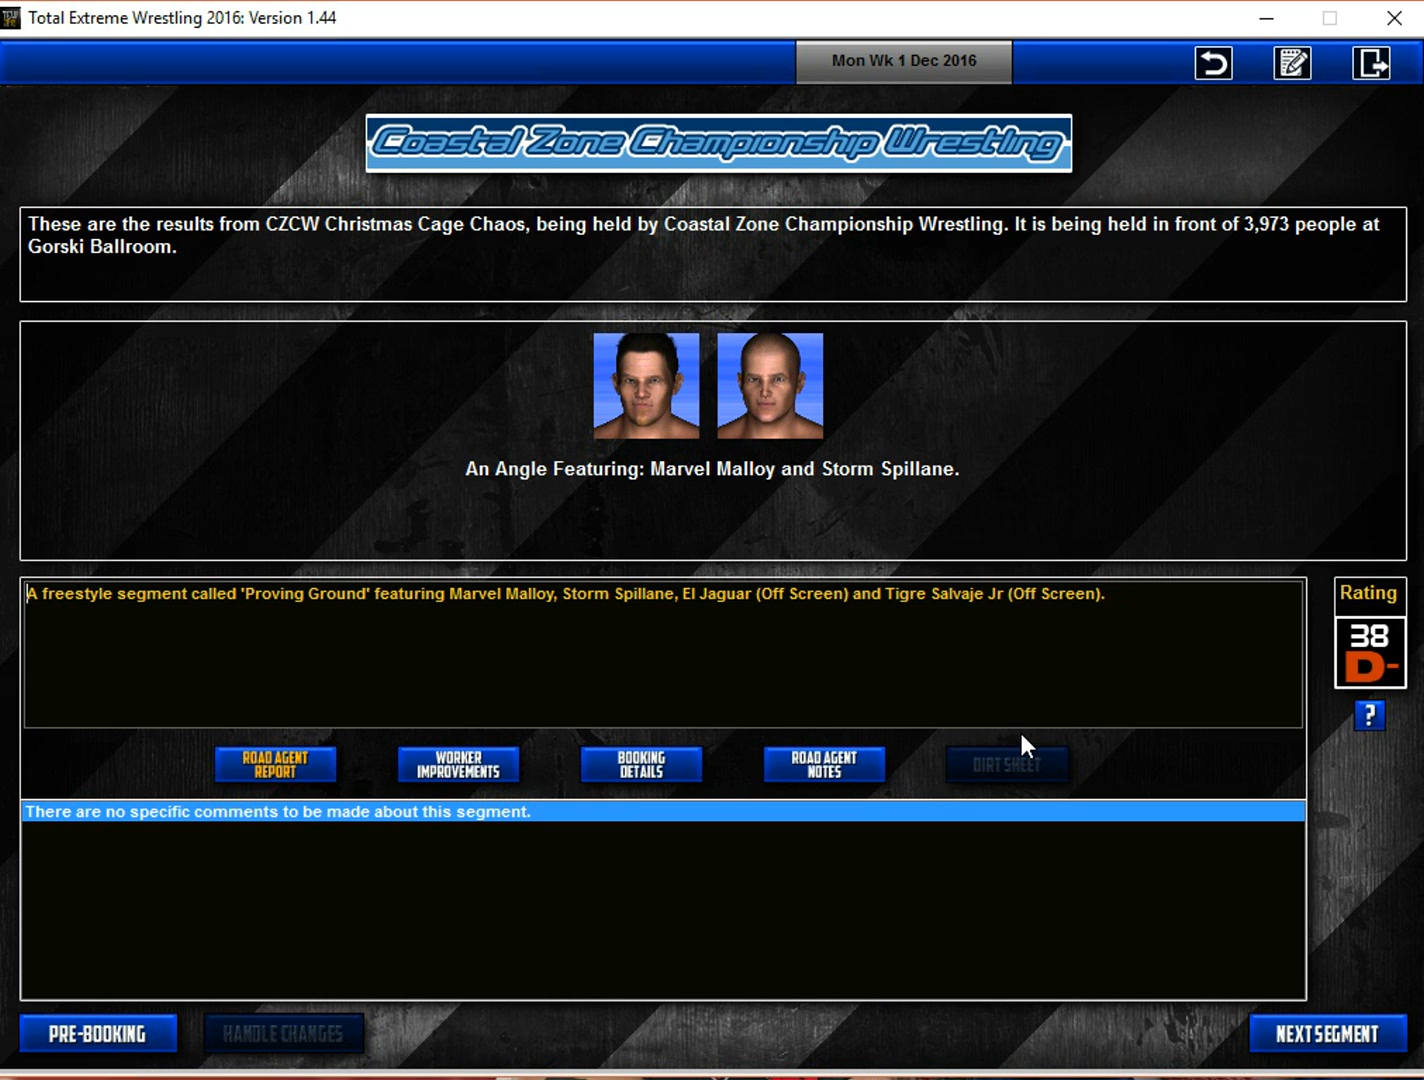 Total Extreme Wrestling 2016: Version 1.44
Mon Wk 1 Dec 2016
Coastal Zone Championship Wrestling
These are the results from CZCW Christmas Cage Chaos, being held by Coastal Zone Championship Wrestling. It is being held in front of 3,973 people at
Gorski Ballroom.
An Angle Featuring: Marvel Malloy and Storm Spillane.
A freestyle segment called 'Proving Ground' featuring Marvel Malloy, Storm Spillane, El Jaguar (Off Screen) and Tigre Salvaje Jr (Off Screen).
Rating
38
D-
?
ROAD AGENT
REPORT
WORKER
IMPROVEMENTS
BOOKING
DETAILS
ROAD AGENT
NOTES
DIRT SHEET
There are no specific comments to be made about this segment.
PRE-BOOKING
HANDLE CHANGES
NEXT SEGMENT